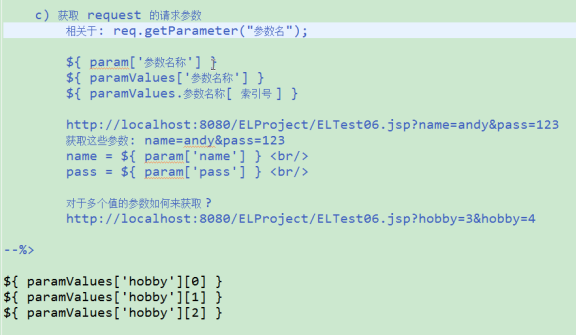 c) 获取 request 的请求参数
相关于: req.getParameter("参数名");
${ param['参数名称'] }
${ paramValues['参数名称'] }
${ paramValues.参数名称[ 索引号 ] }
http://localhost:8080/ELProject/ELTest06.jsp?name=andy&pass=123
获取这些参数: name=andy&pass=123
name = ${ param['name'] } <br/>
pass = ${ param['pass'] } <br/>
对于多个值的参数如何来获取?
http://localhost:8080/ELProject/ELTest06.jsp?hobby=3&hobby=4
--%>
${ paramValues['hobby'][0] }
${ paramValues['hobby'][1] }
${ paramValues['hobby'][2] }